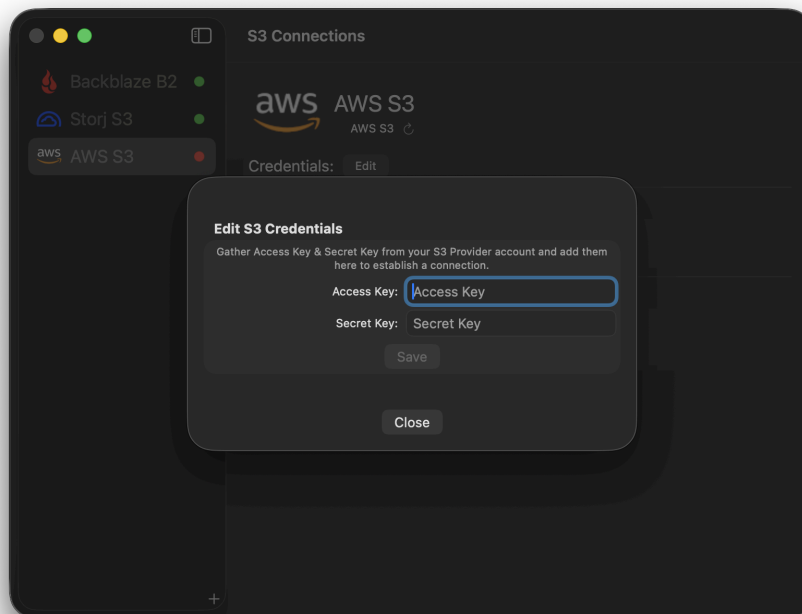 S3 Connections
Backblaze B2
Storj S3
aws AWS S3
aws AWS S3
AWS S3
Credentials: Edit
Edit S3 Credentials
Gather Access Key & Secret Key from your S3 Provider account and add them
here to establish a connection.
Access Key: Access Key
Secret Key: Secret Key
Save
Close